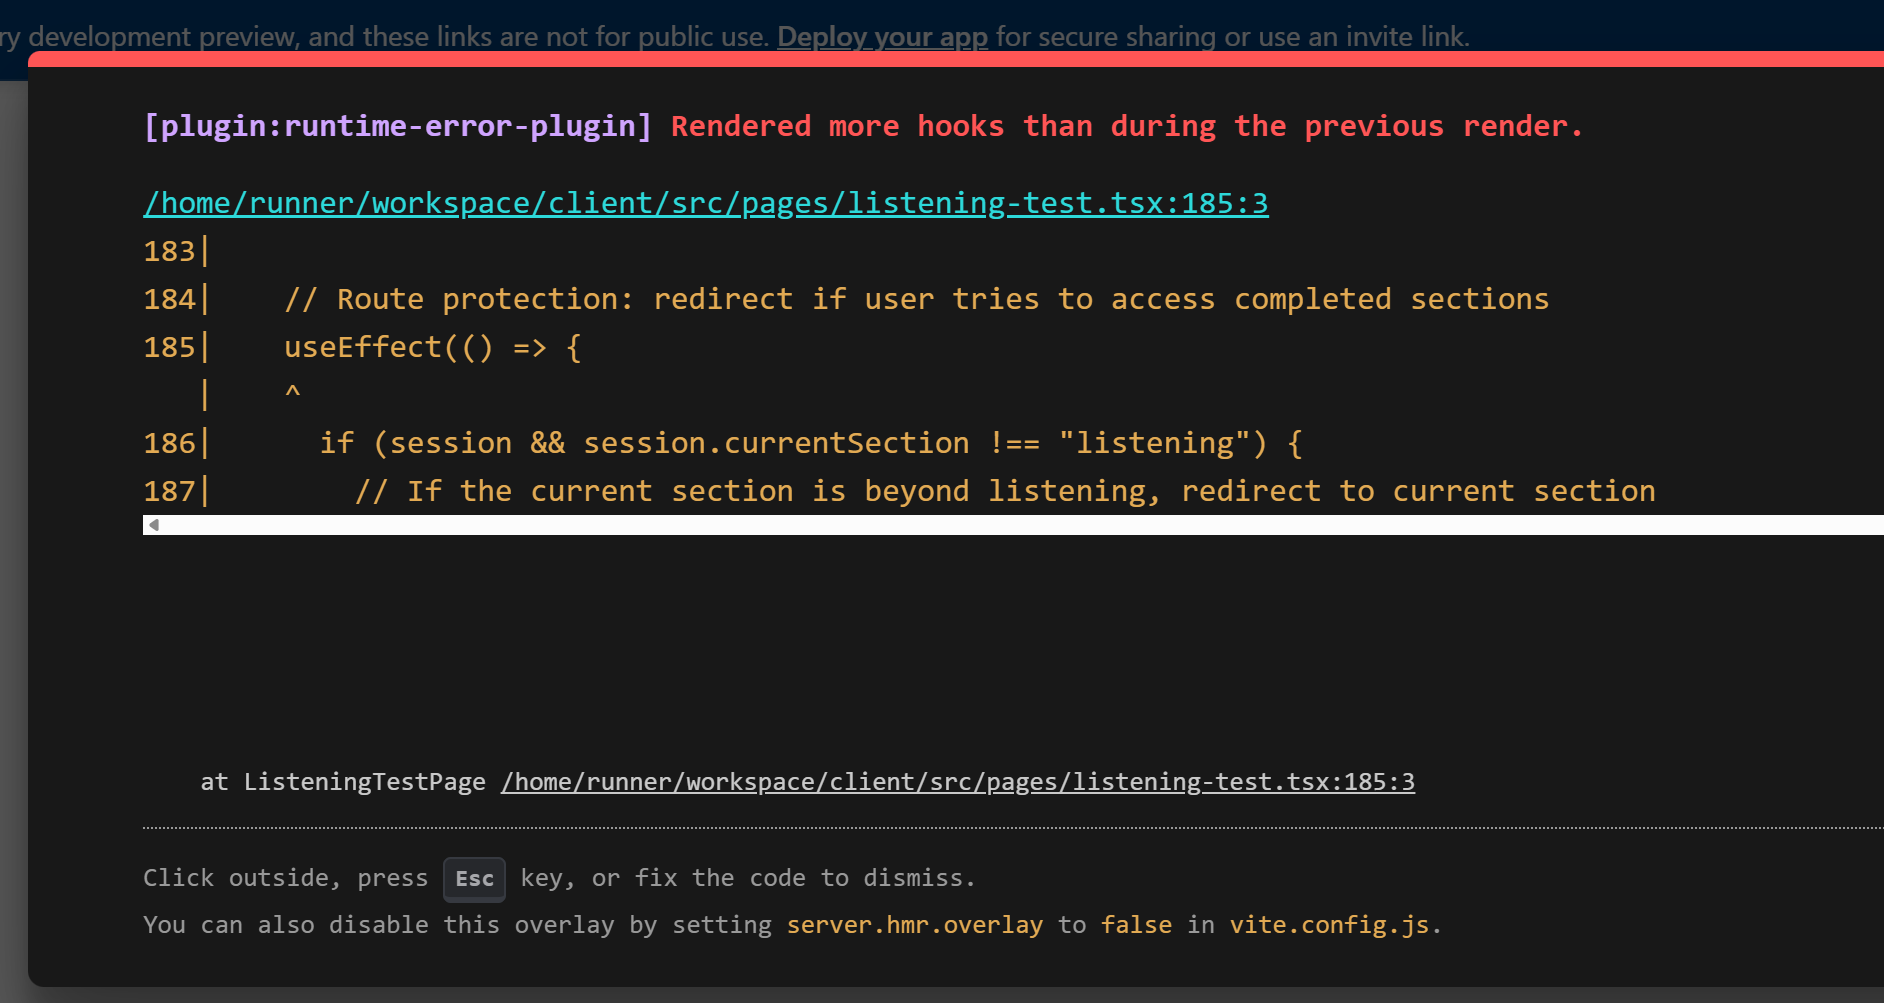 ry development preview, and these links are not for public use. Deploy your app for secure sharing or use an invite link.
[plugin:runtime-error-plugin] Rendered more hooks than during the previous render.
/home/runner/workspace/client/src/pages/listening-test.tsx:185:3
183|
184|    // Route protection: redirect if user tries to access completed sections
185|    useEffect(() => {
   |    ^
186|      if (session && session.currentSection !== "listening") {
187|        // If the current section is beyond listening, redirect to current section
at ListeningTestPage /home/runner/workspace/client/src/pages/listening-test.tsx:185:3
Click outside, press Esc key, or fix the code to dismiss.
You can also disable this overlay by setting server.hmr.overlay to false in vite.config.js.